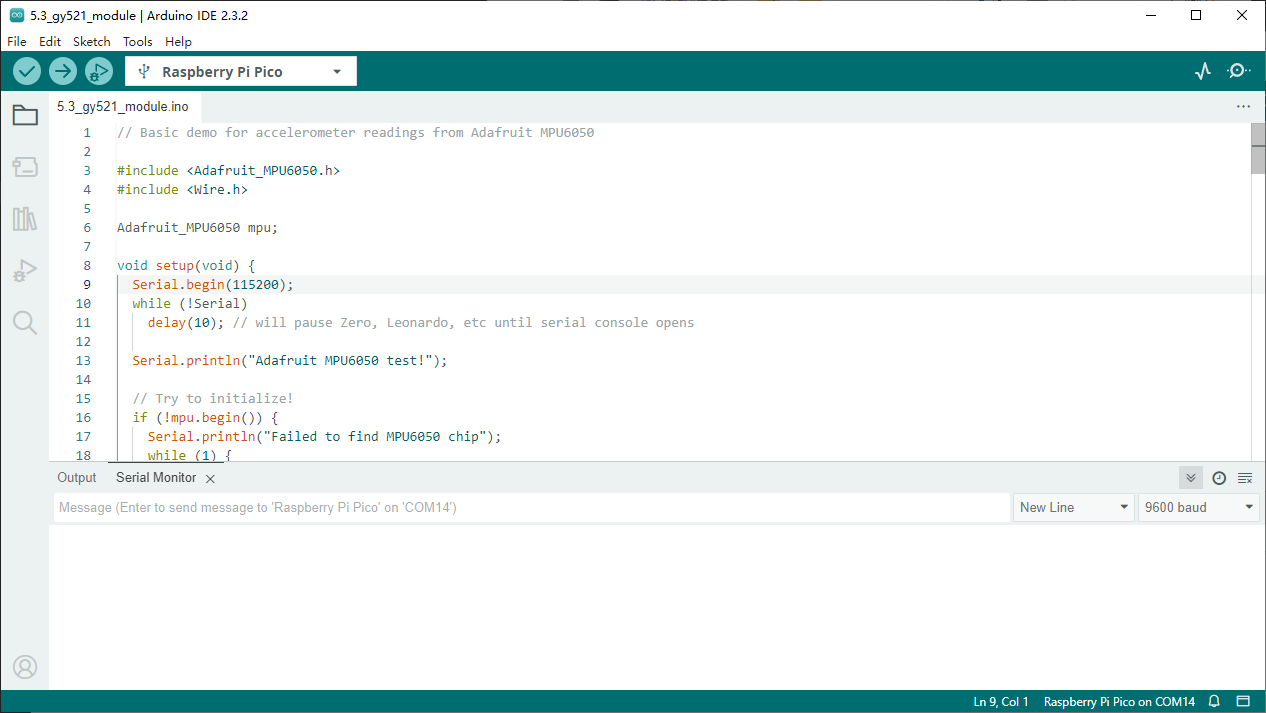 5.3_gy521_module | Arduino IDE 2.3.2
File Edit Sketch Tools Help
Raspberry Pi Pico
5.3_gy521_module.ino
1 // Basic demo for accelerometer readings from Adafruit MPU6050
2
3 #include <Adafruit_MPU6050.h>
4 #include <Wire.h>
5
6 Adafruit_MPU6050 mpu;
7
8 void setup(void) {
9 Serial.begin(115200);
10 while (!Serial)
11 delay(10); // will pause Zero, Leonardo, etc until serial console opens
12
13 Serial.println("Adafruit MPU6050 test!");
14
15 // Try to initialize!
16 if (!mpu.begin()) {
17 Serial.println("Failed to find MPU6050 chip");
18 while (1) {
Output Serial Monitor
Message (Enter to send message to 'Raspberry Pi Pico' on 'COM14') New Line 9600 baud
Ln 9, Col 1 Raspberry Pi Pico on COM14